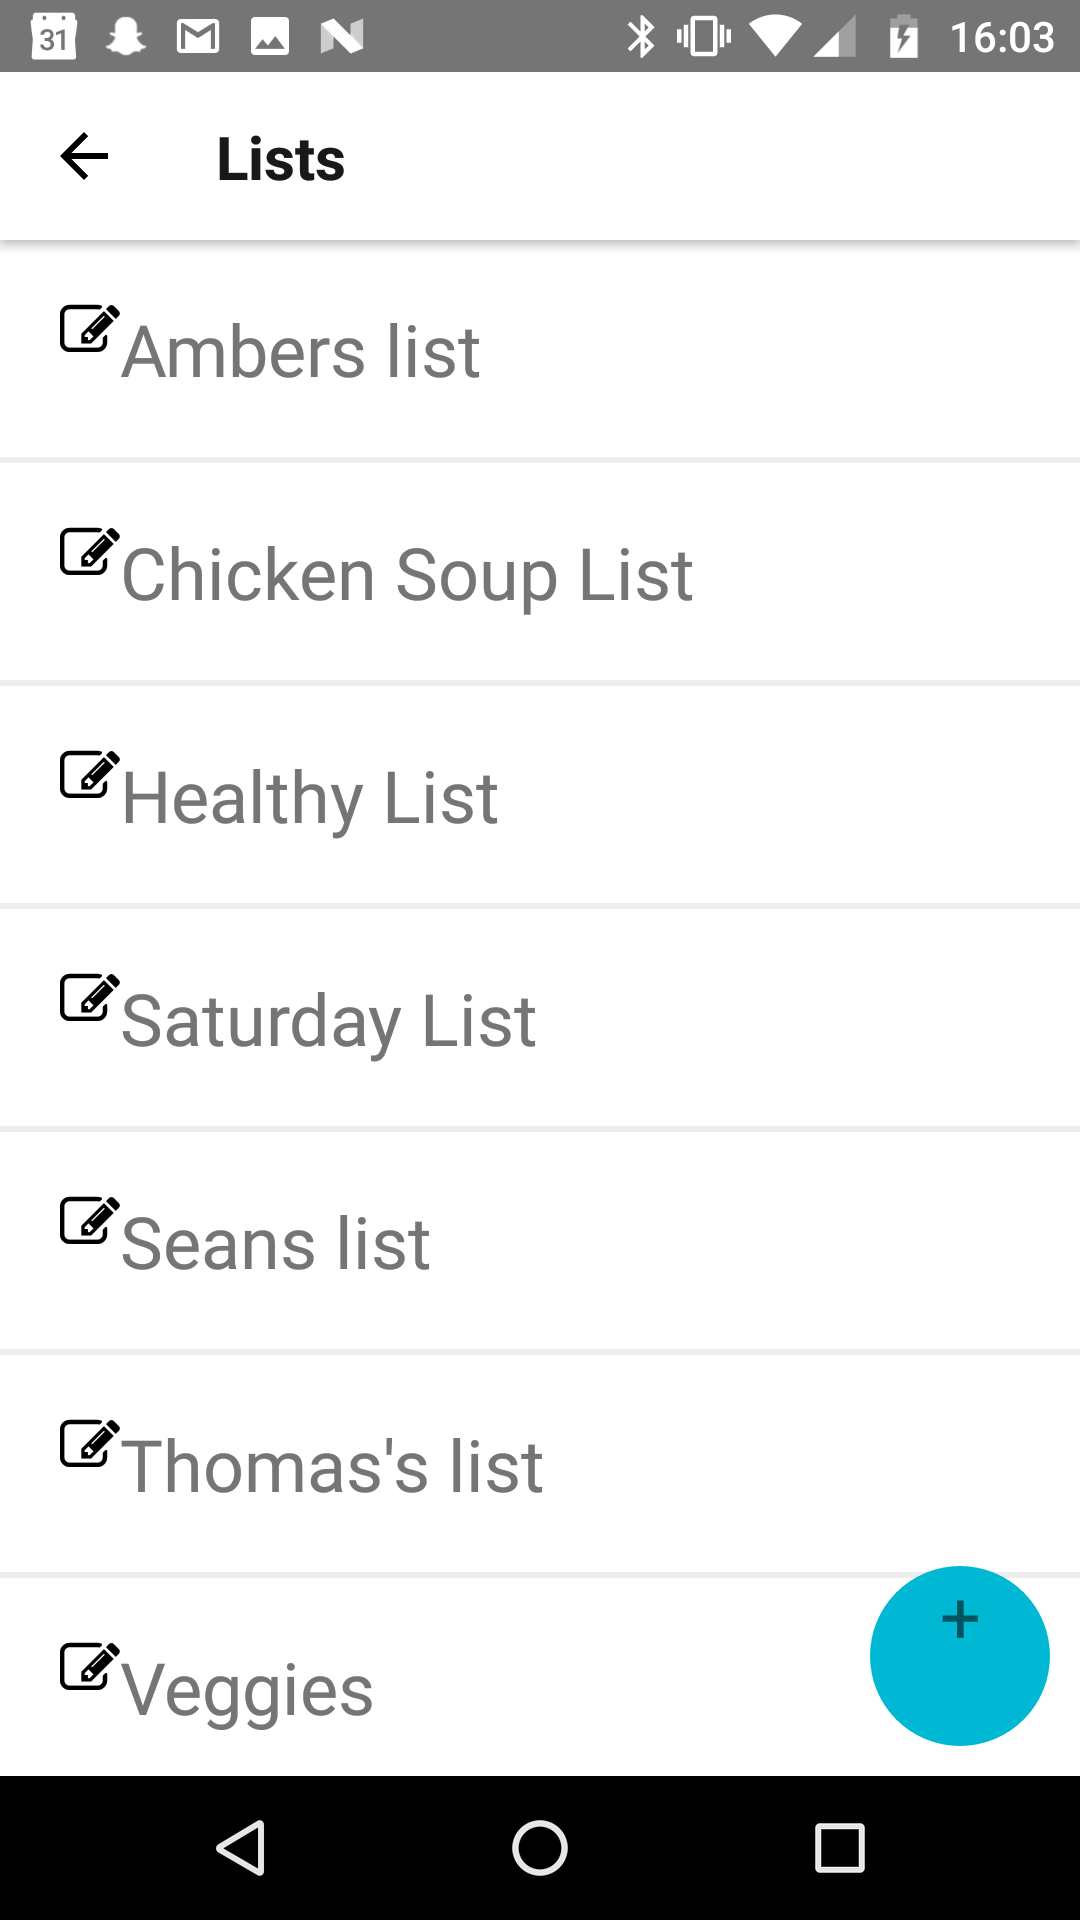 31
16:03
Lists
Ambers list
Chicken Soup List
Healthy List
Saturday List
Seans list
Thomas's list
Veggies
+